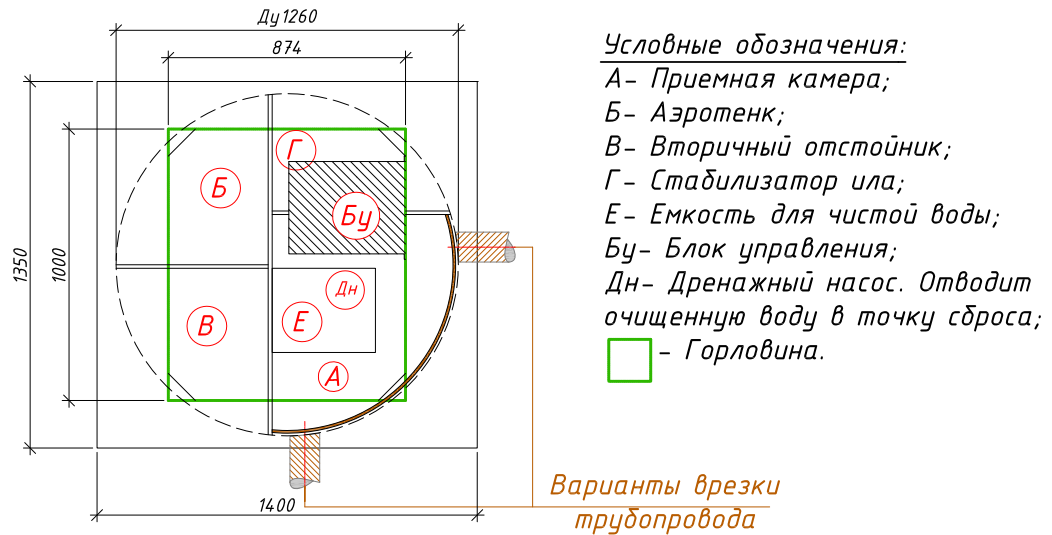 Ду1260
874
1350
1000
1400
Г
Б
Бу
Дн
Е
В
А
Условные обозначения:
А- Приемная камера;
Б- Аэротенк;
В- Вторичный отстойник;
Г- Стабилизатор ила;
Е- Емкость для чистой воды;
Бу- Блок управления;
Дн- Дренажный насос. Отводит
очищенную воду в точку сброса;
- Горловина.
Варианты врезки
трубопровода